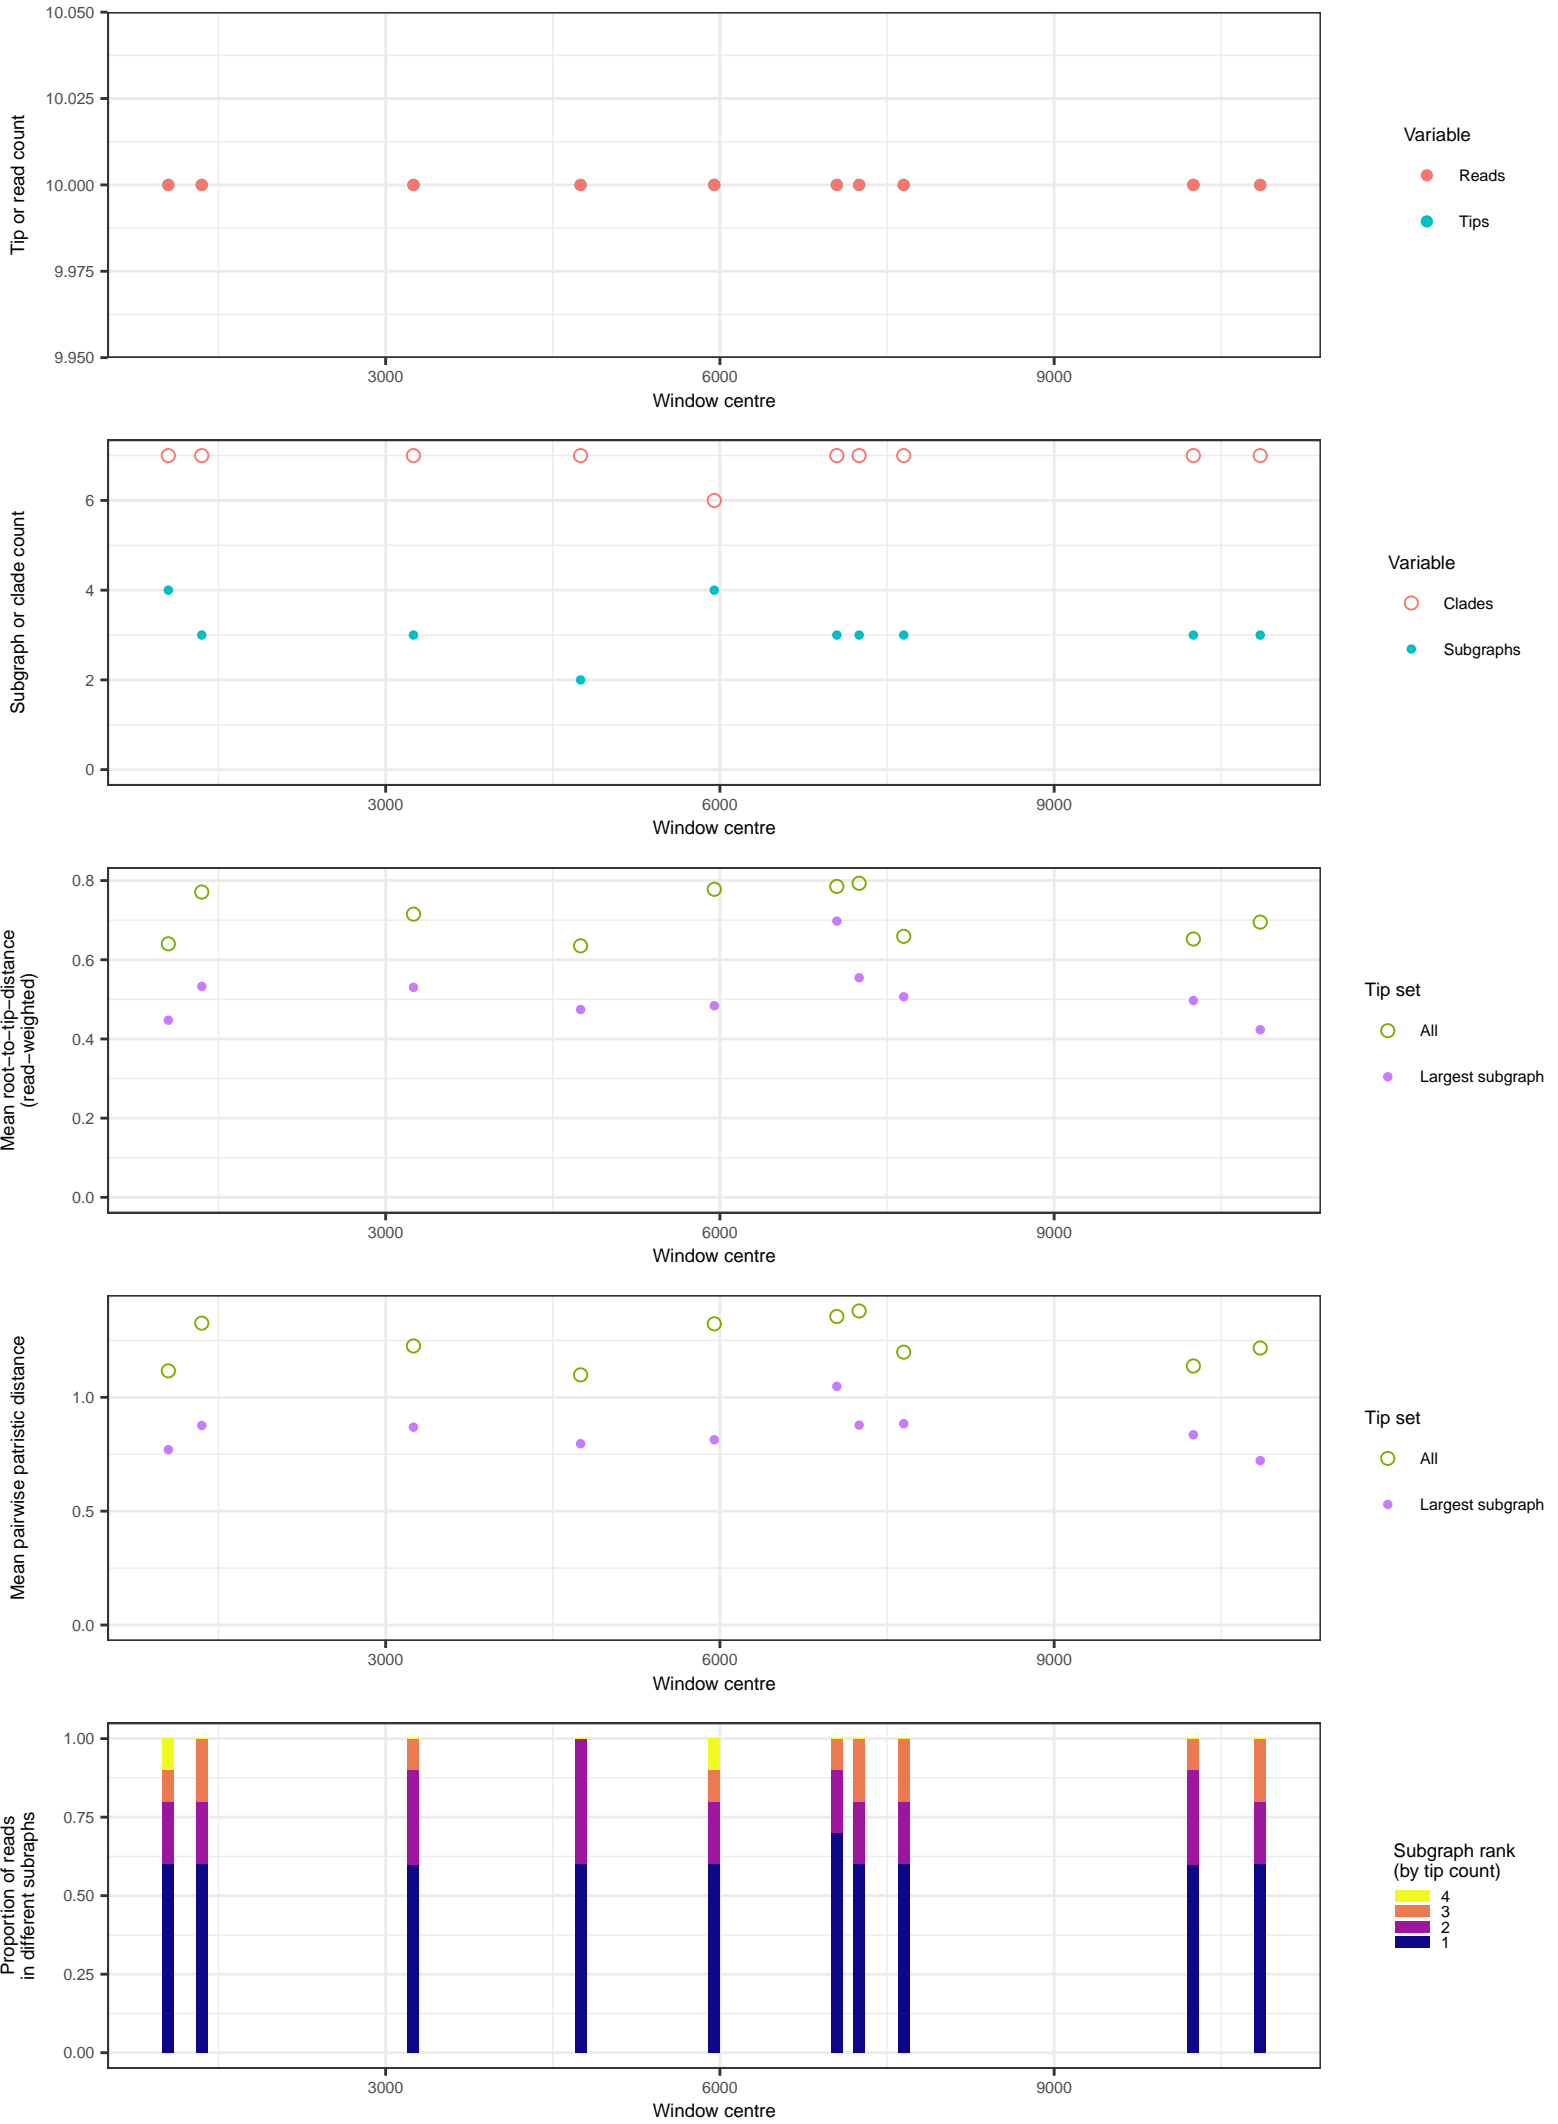 10.050
10.025
10.000
9.975
9.950
Tip or read count
3000
6000
9000
Window centre
Variable
Reads
Tips
6
4
2
0
Subgraph or clade count
3000
6000
9000
Window centre
Variable
Clades
Subgraphs
0.8
0.6
0.4
0.2
0.0
Mean root−to−tip−distance
(read−weighted)
3000
6000
9000
Window centre
Tip set
All
Largest subgraph
1.0
0.5
0.0
Mean pairwise patristic distance
3000
6000
9000
Window centre
Tip set
All
Largest subgraph
1.00
0.75
0.50
0.25
0.00
Proportion of reads
in different subraphs
3000
6000
9000
Window centre
Subgraph rank
(by tip count)
4
3
2
1